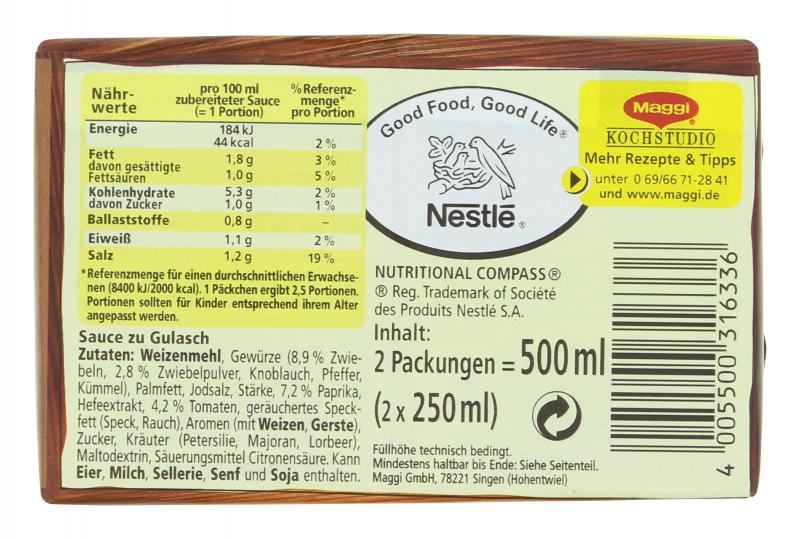 Nähr- pro 100 ml % Referenz-
werte zubereiteter Sauce menge*
(= 1 Portion) pro Portion
Energie 184 kJ
44 kcal 2 %
Fett 1,8 g 3 %
davon gesättigte
Fettsäuren 1,0 g 5 %
Kohlenhydrate 5,3 g 2 %
davon Zucker 1,0 g 1 %
Ballaststoffe 0,8 g –
Eiweiß 1,1 g 2 %
Salz 1,2 g 19 %
*Referenzmenge für einen durchschnittlichen Erwachse-
nen (8400 kJ/2000 kcal). 1 Päckchen ergibt 2,5 Portionen.
Portionen sollten für Kinder entsprechend ihrem Alter
angepasst werden.
Sauce zu Gulasch
Zutaten: Weizenmehl, Gewürze (8,9 % Zwie-
beln, 2,8 % Zwiebelpulver, Knoblauch, Pfeffer,
Kümmel), Palmfett, Jodsalz, Stärke, 7,2 % Paprika,
Hefeextrakt, 4,2 % Tomaten, geräuchertes Speck-
fett (Speck, Rauch), Aromen (mit Weizen, Gerste),
Zucker, Kräuter (Petersilie, Majoran, Lorbeer),
Maltodextrin, Säuerungsmittel Citronensäure. Kann
Eier, Milch, Sellerie, Senf und Soja enthalten.
Good Food, Good Life®
Nestlé®
NUTRITIONAL COMPASS®
® Reg. Trademark of Société
des Produits Nestlé S.A.
Inhalt:
2 Packungen = 500 ml
(2 x 250 ml)
Füllhöhe technisch bedingt.
Mindestens haltbar bis Ende: Siehe Seitenteil.
Maggi GmbH, 78221 Singen (Hohentwiel)
Maggi®
KOCHSTUDIO
Mehr Rezepte & Tipps
unter 0 69/66 71-28 41
und www.maggi.de
4 005500 316336